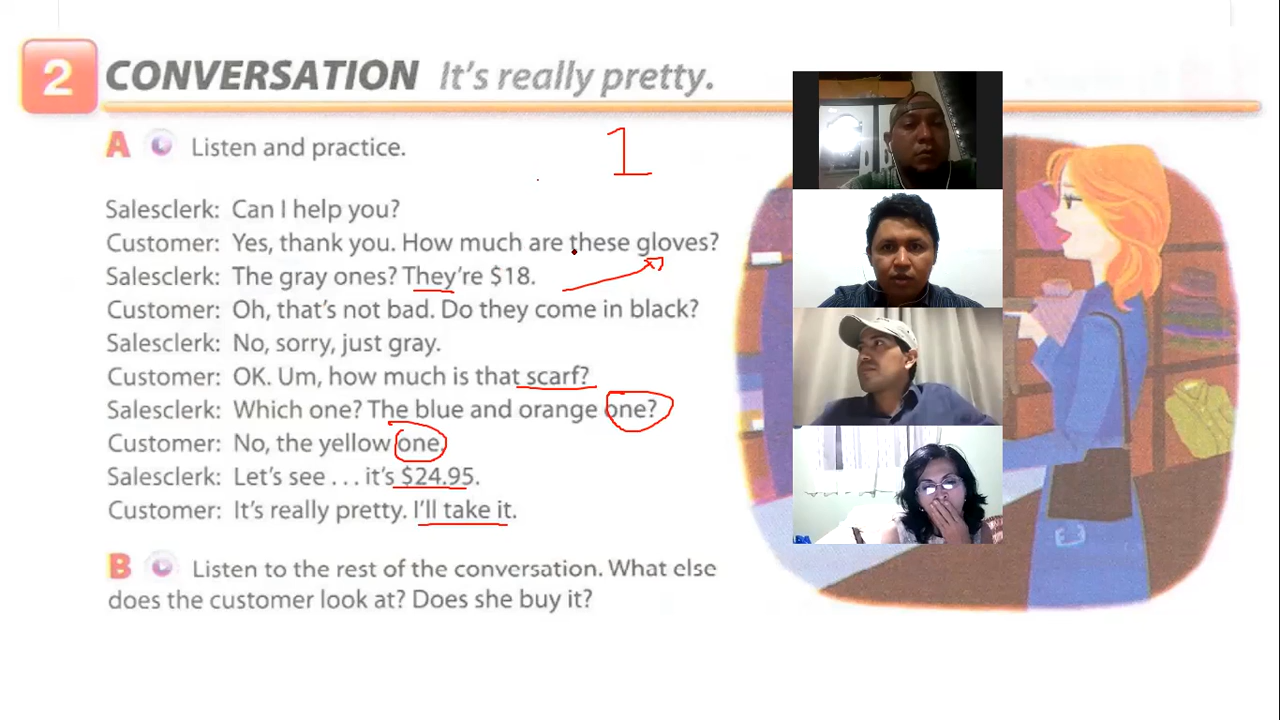 2 CONVERSATION It's really pretty.
A Listen and practice.
1
Salesclerk: Can I help you?
Customer: Yes, thank you. How much are these gloves?
Salesclerk: The gray ones? They're $18.
Customer: Oh, that's not bad. Do they come in black?
Salesclerk: No, sorry, just gray.
Customer: OK. Um, how much is that scarf?
Salesclerk: Which one? The blue and orange one?
Customer: No, the yellow one.
Salesclerk: Let's see . . . it's $24.95.
Customer: It's really pretty. I'll take it.
B Listen to the rest of the conversation. What else
does the customer look at? Does she buy it?